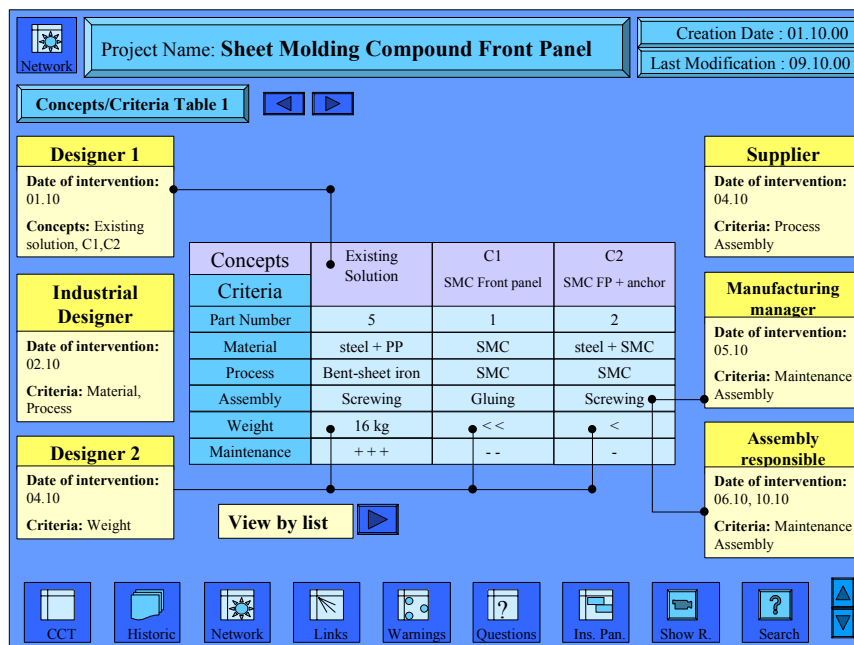 Network
Project Name: Sheet Molding Compound Front Panel
Creation Date : 01.10.00
Last Modification : 09.10.00
Concepts/Criteria Table 1
Designer 1
Date of intervention:
01.10
Concepts: Existing
solution, C1,C2
Industrial
Designer
Date of intervention:
02.10
Criteria: Material,
Process
Designer 2
Date of intervention:
04.10
Criteria: Weight
Concepts
Criteria
Existing
Solution
C1
SMC Front panel
C2
SMC FP + anchor
Part Number 5 1 2
Material steel + PP SMC steel + SMC
Process Bent-sheet iron SMC SMC
Assembly Screwing Gluing Screwing
Weight 16 kg << <
Maintenance +++ -- -
View by list
Supplier
Date of intervention:
04.10
Criteria: Process
Assembly
Manufacturing
manager
Date of intervention:
05.10
Criteria: Maintenance
Assembly
Assembly
responsible
Date of intervention:
06.10, 10.10
Criteria: Maintenance
Assembly
CCT
Historic
Network
Links
Warnings
?
Questions
Ins. Pan.
Show R.
?
Search